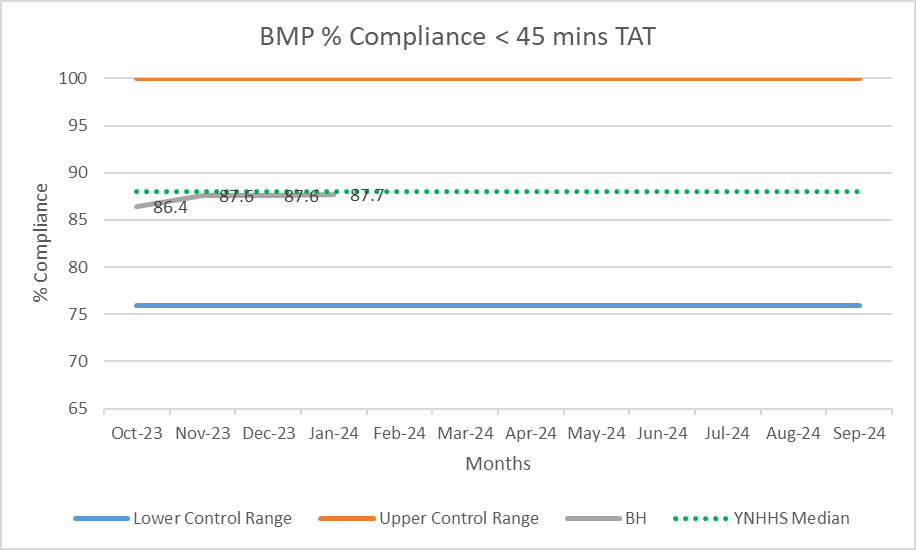 BMP % Compliance < 45 mins TAT
100
95
90
85
80
75
70
65
% Compliance
86.4
87.6
87.6
87.7
Oct-23 Nov-23 Dec-23 Jan-24 Feb-24 Mar-24 Apr-24 May-24 Jun-24 Jul-24 Aug-24 Sep-24
Months
Lower Control Range Upper Control Range BH YNHHS Median